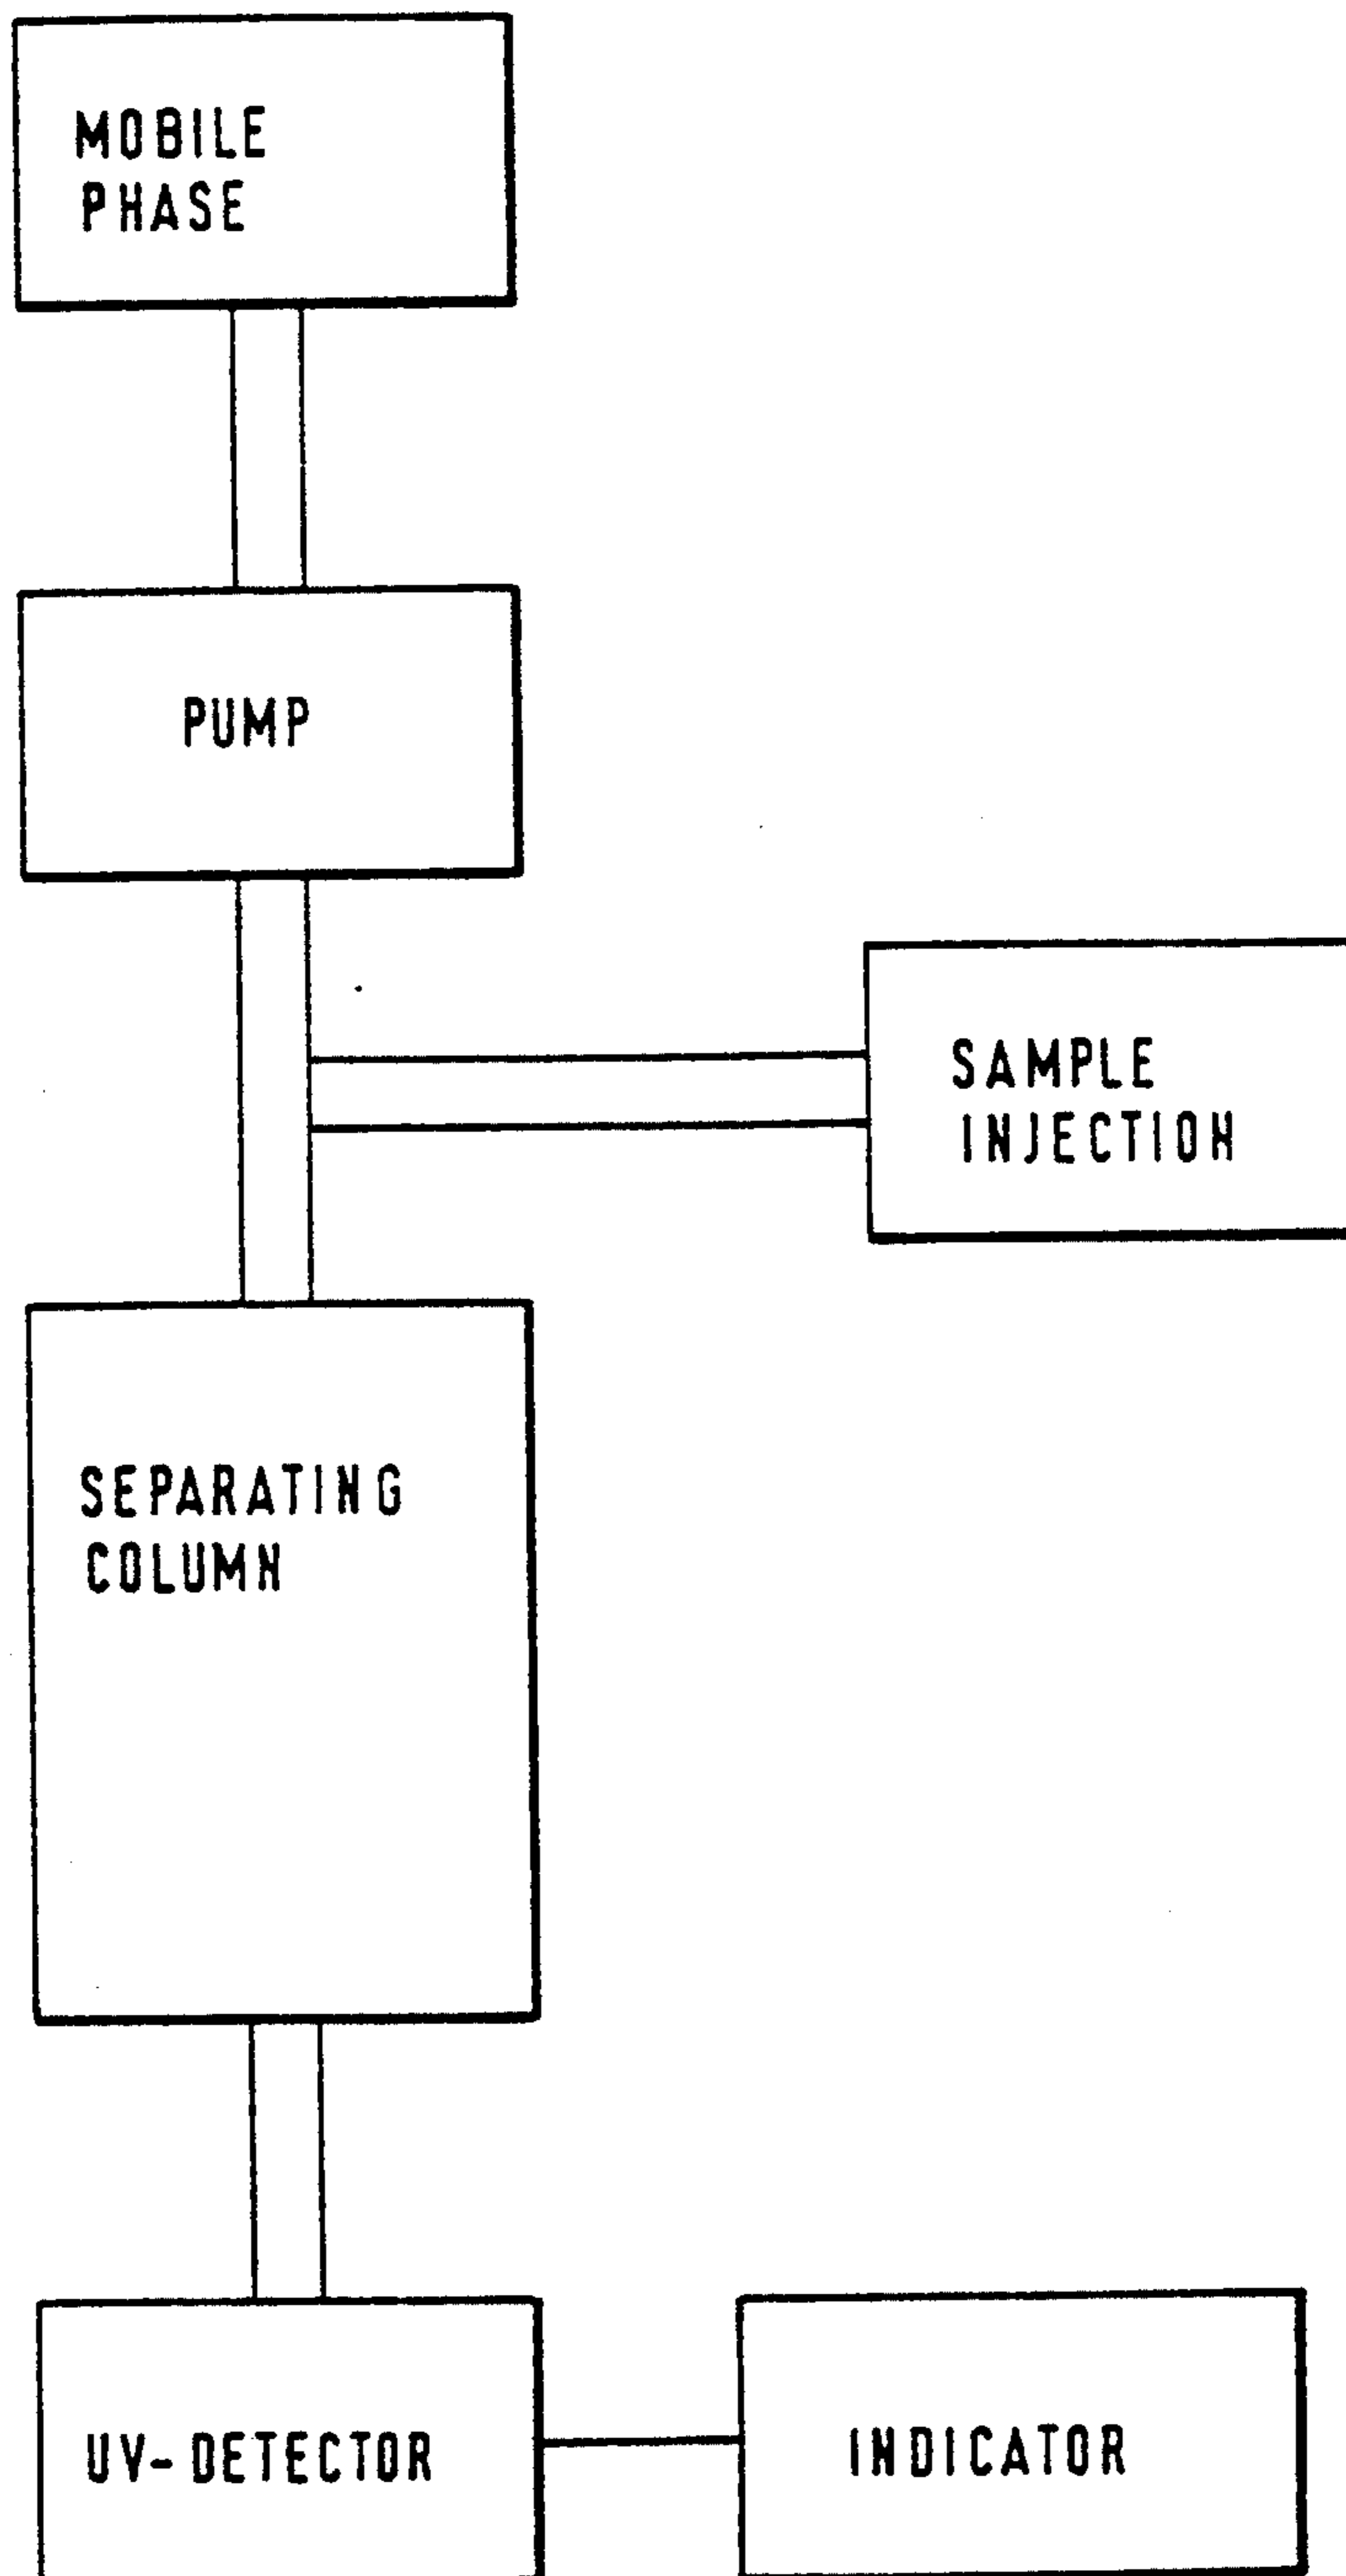 MOBILE
PHASE
PUMP
SAMPLE
INJECTION
SEPARATING
COLUMN
UV-DETECTOR
INDICATOR